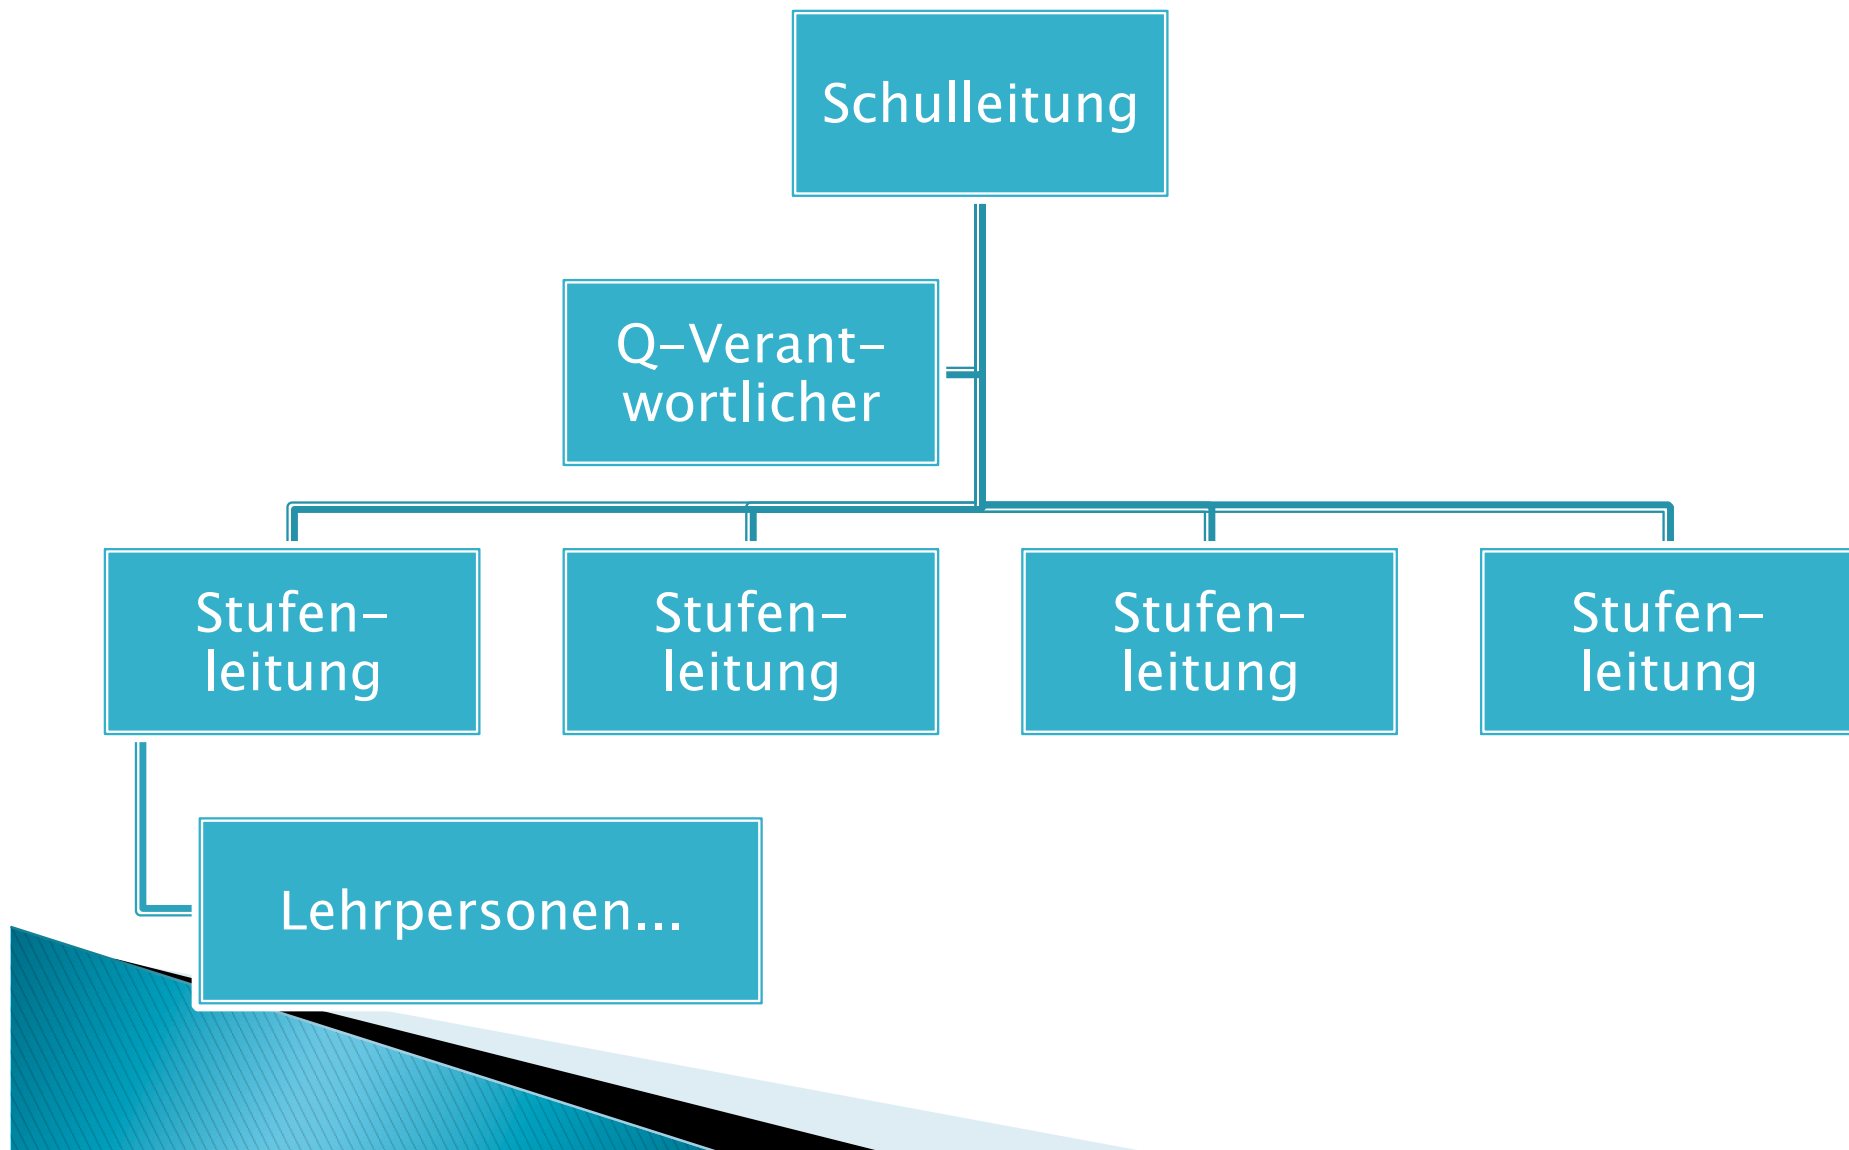 Schulleitung
Q-Verant-
wortlicher
Stufen-
leitung
Stufen-
leitung
Stufen-
leitung
Stufen-
leitung
Lehrpersonen...